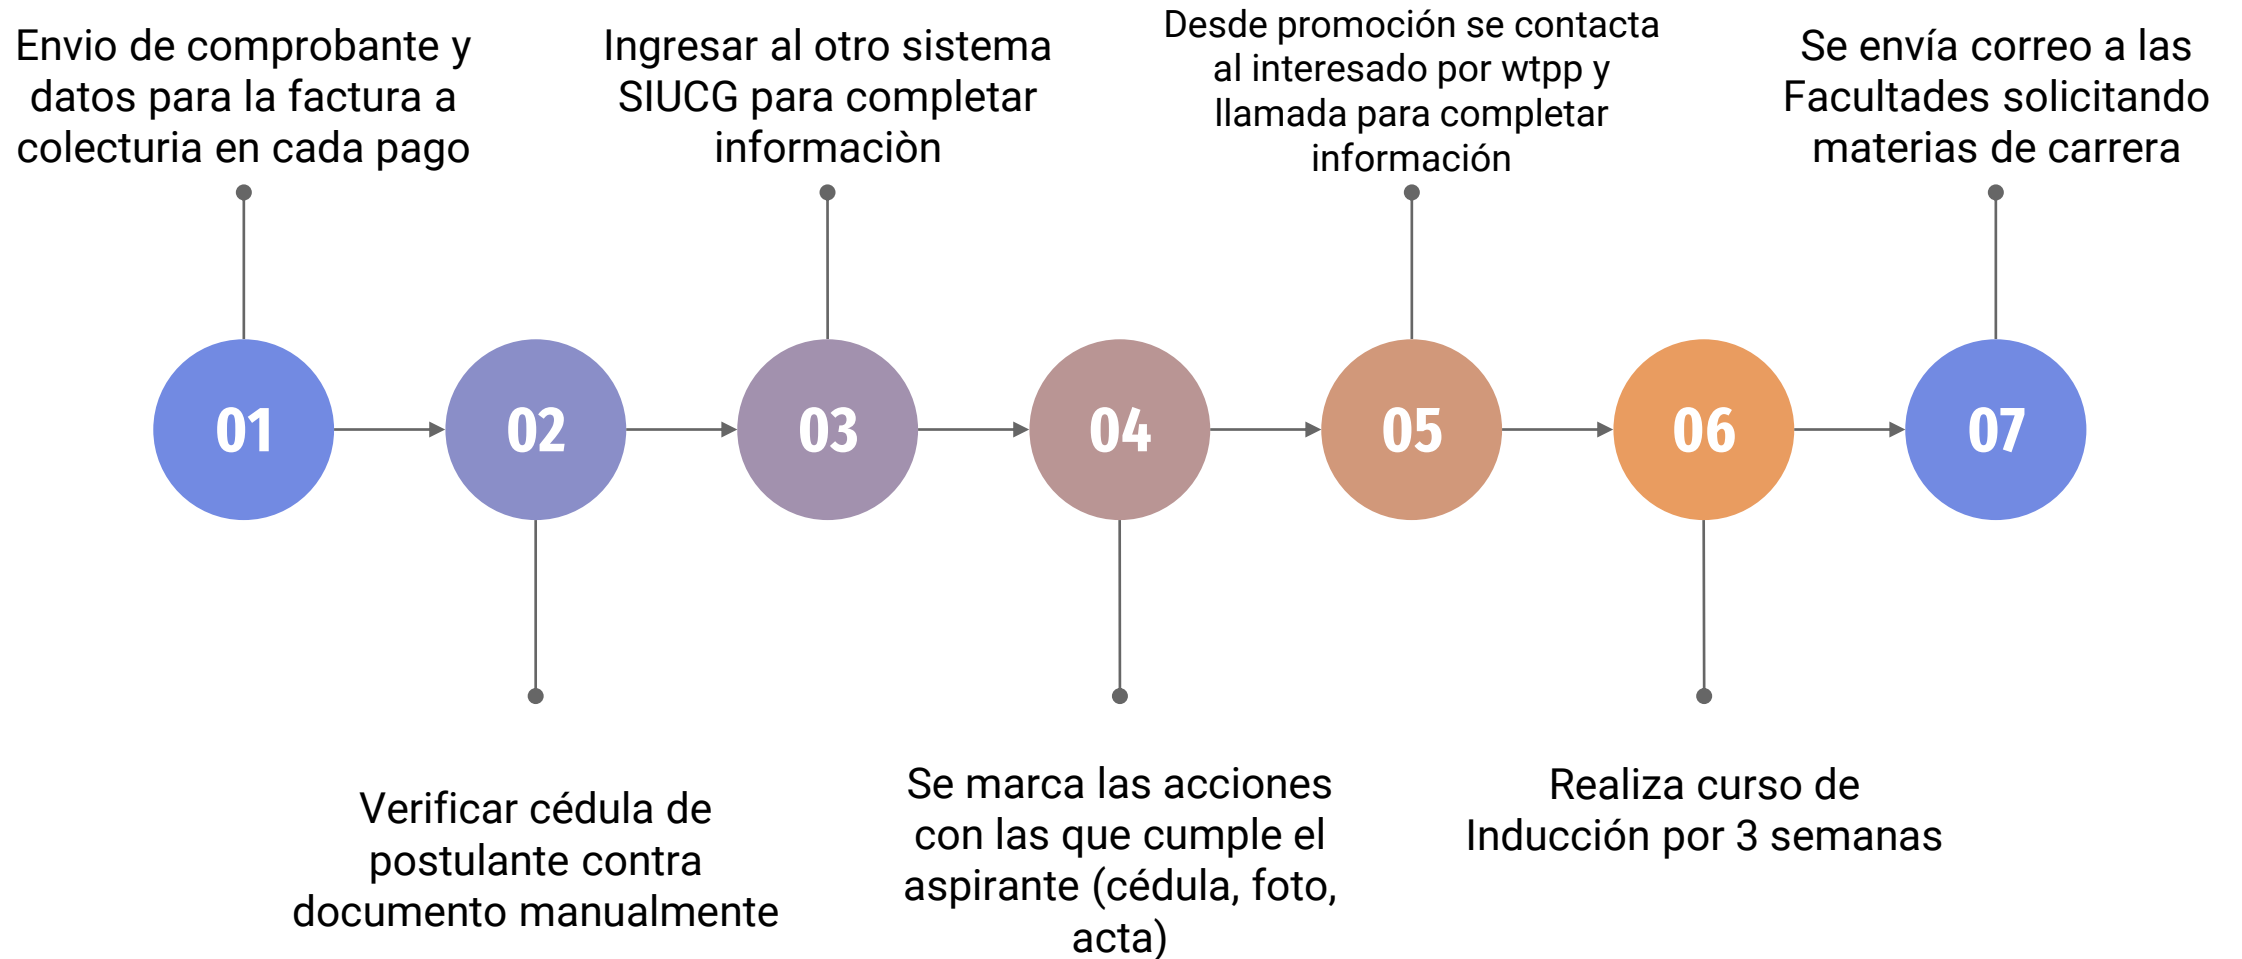 Envio de comprobante y
datos para la factura a
colecturia en cada pago
Ingresar al otro sistema
SIUCG para completar
informaciòn
Desde promoción se contacta
al interesado por wtpp y
llamada para completar
información
Se envía correo a las
Facultades solicitando
materias de carrera
01
02
03
04
05
06
07
Verificar cédula de
postulante contra
documento manualmente
Se marca las acciones
con las que cumple el
aspirante (cédula, foto,
acta)
Realiza curso de
Inducción por 3 semanas